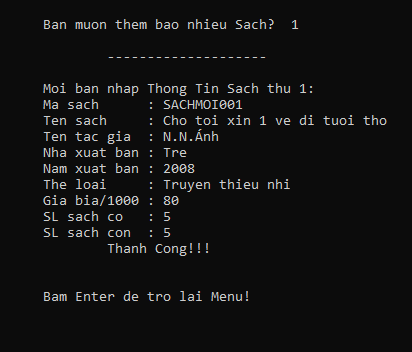 Ban muon them bao nhieu Sach?  1
--------------------
Moi ban nhap Thong Tin Sach thu 1:
Ma sach      : SACHMOI001
Ten sach     : Cho toi xin 1 ve di tuoi tho
Ten tac gia  : N.N.Ánh
Nha xuat ban : Tre
Nam xuat ban : 2008
The loai     : Truyen thieu nhi
Gia bia/1000 : 80
SL sach co   : 5
SL sach con  : 5
Thanh Cong!!!
Bam Enter de tro lai Menu!